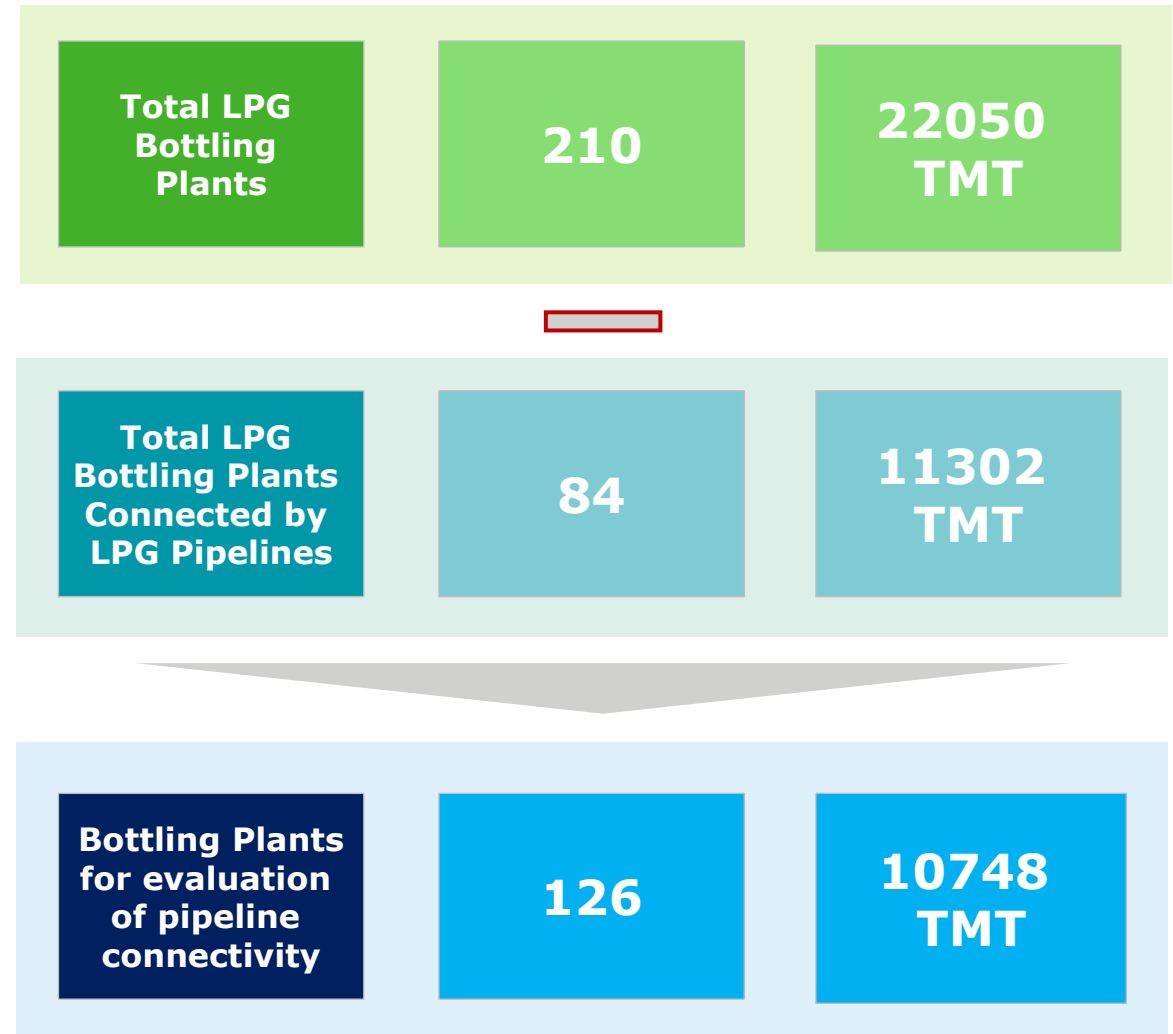 Total LPG
Bottling
Plants
210
22050
TMT
Total LPG
Bottling Plants
Connected by
LPG Pipelines
84
11302
TMT
Bottling Plants
for evaluation
of pipeline
connectivity
126
10748
TMT